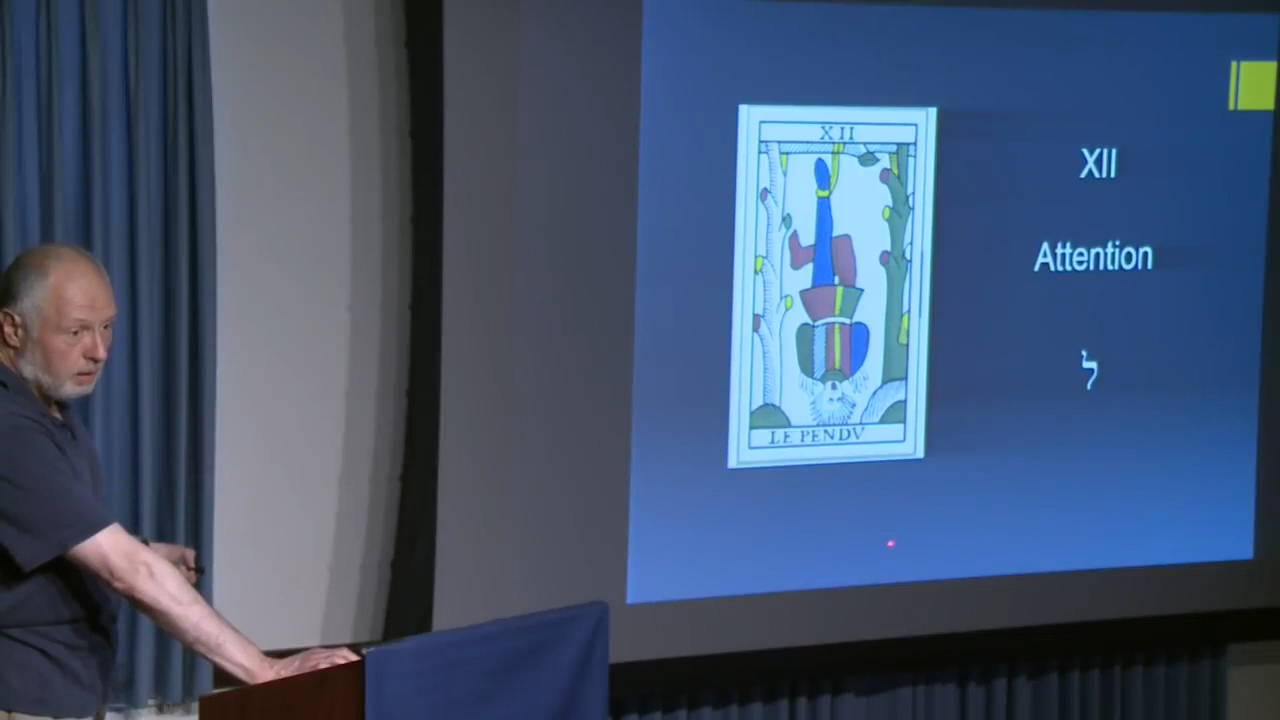 XII
LE PENDV
XII
Attention
ל